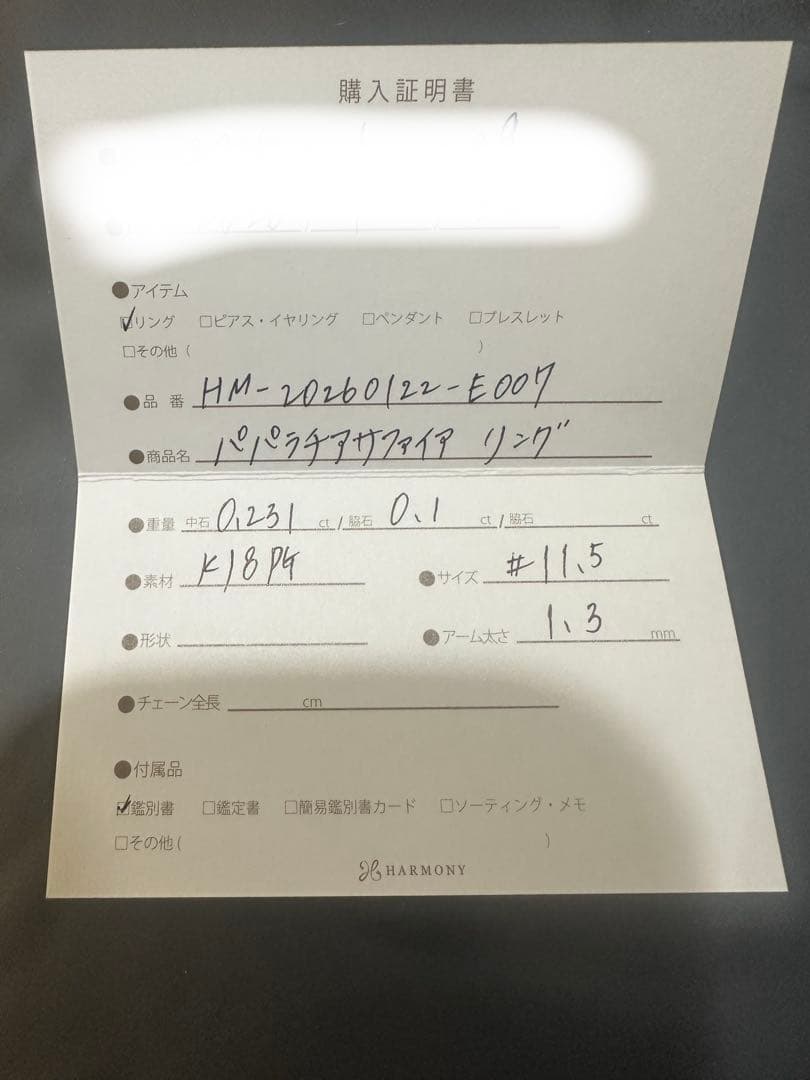 購入証明書
●アイテム
☑リング □ピアス・イヤリング □ペンダント □ブレスレット
□その他 ( )
●品番 HM-20260122-E007
●商品名 パパラチアサファイア リング
●重量 中石 0.231 ct / 脇石 0.1 ct / 脇石 ct
●素材 K18PG ●サイズ #11.5
●形状 ●アーム太さ 1.3 mm
●チェーン全長 cm
●付属品
☑鑑別書 □鑑定書 □簡易鑑別書カード □ソーティング・メモ
□その他 ( )
HARMONY